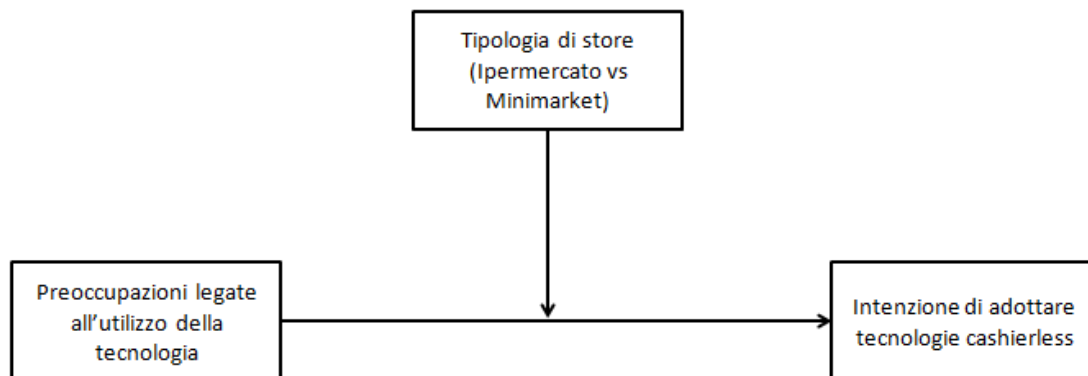 Tipologia di store
(Ipermercato vs
Minimarket)
Preoccupazioni legate
all'utilizzo della
tecnologia
Intenzione di adottare
tecnologie cashierless